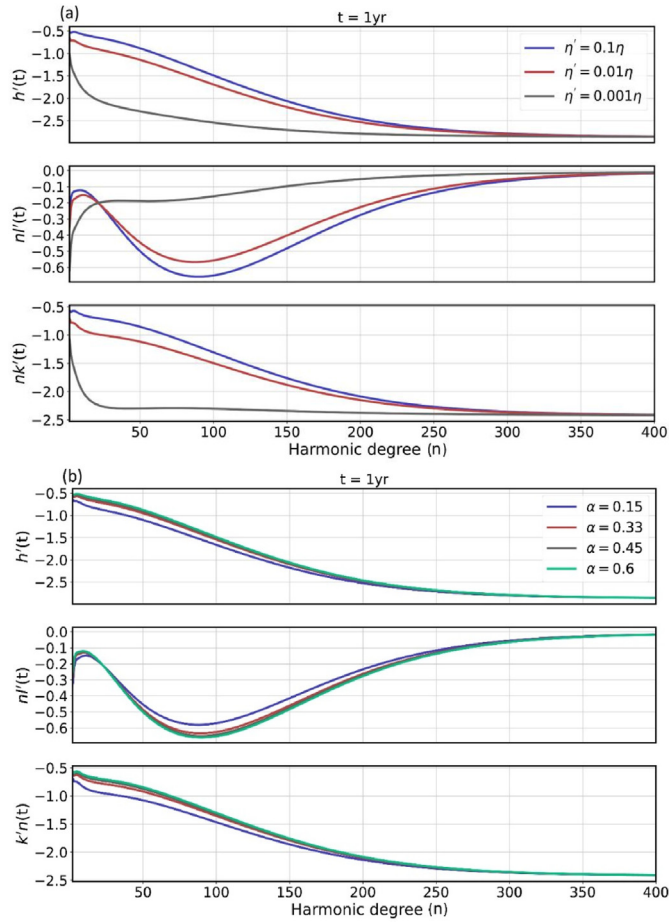 (a)
t = 1yr
−0.5
−1.0
−1.5
−2.0
−2.5
h′(t)
η′ = 0.1η
η′ = 0.01η
η′ = 0.001η
0.0
−0.1
−0.2
−0.3
−0.4
−0.5
−0.6
nl′(t)
−0.5
−1.0
−1.5
−2.0
−2.5
nk′(t)
50 100 150 200 250 300 350 400
Harmonic degree (n)
(b)
t = 1yr
−0.5
−1.0
−1.5
−2.0
−2.5
h′(t)
α = 0.15
α = 0.33
α = 0.45
α = 0.6
0.0
−0.1
−0.2
−0.3
−0.4
−0.5
−0.6
nl′(t)
−0.5
−1.0
−1.5
−2.0
−2.5
k′n(t)
50 100 150 200 250 300 350 400
Harmonic degree (n)